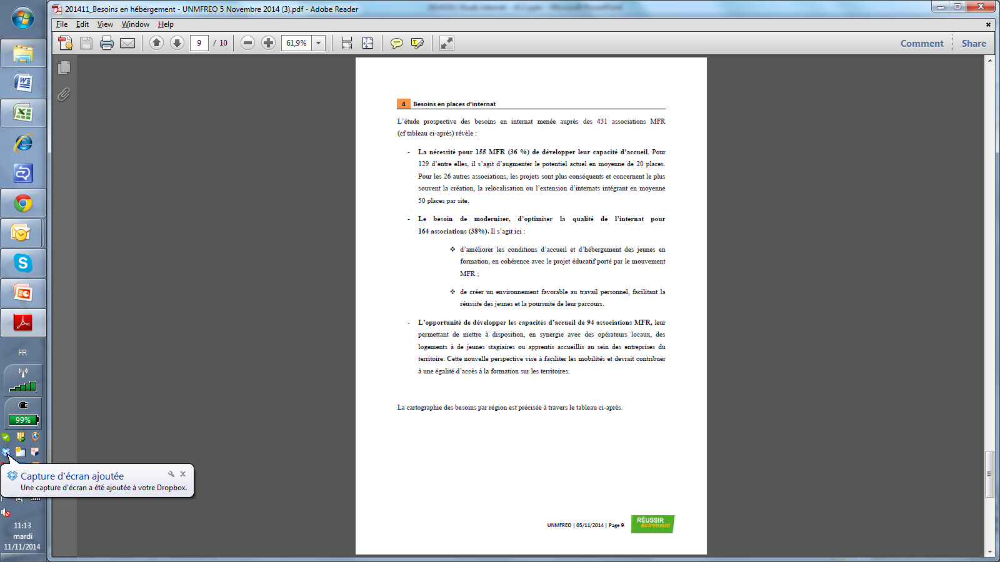 201411_Besoins en hébergement - UNMFREO 5 Novembre 2014 (3).pdf - Adobe Reader
File Edit View Window Help
9 / 10 61,9% Comment Share
4 Besoins en places d'internat
L'étude prospective des besoins en internat menée auprès des 431 associations MFR
(cf tableau ci-après) révèle :
- La nécessité pour 155 MFR (36 %) de développer leur capacité d'accueil. Pour
129 d'entre elles, il s'agit d'augmenter le potentiel actuel en moyenne de 20 places.
Pour les 26 autres associations, les projets sont plus conséquents et concernent le plus
souvent la création, la relocalisation ou l'extension d'internats intégrant en moyenne
50 places par site.
- Le besoin de moderniser, d'optimiser la qualité de l'internat pour
164 associations (38%). Il s'agit ici :
❖ d'améliorer les conditions d'accueil et d'hébergement des jeunes en
formation, en cohérence avec le projet éducatif porté par le mouvement
MFR ;
❖ de créer un environnement favorable au travail personnel, facilitant la
réussite des jeunes et la poursuite de leur parcours.
- L'opportunité de développer les capacités d'accueil de 94 associations MFR, leur
permettant de mettre à disposition, en synergie avec des opérateurs locaux, des
logements à de jeunes stagiaires ou apprentis accueillis au sein des entreprises du
territoire. Cette nouvelle perspective vise à faciliter les mobilités et devrait contribuer
à une égalité d'accès à la formation sur les territoires.
La cartographie des besoins par région est précisée à travers le tableau ci-après.
UNMFREO | 05/11/2014 | Page 9
RÉUSSIR
autrement
FR
99%
Capture d'écran ajoutée
Une capture d'écran a été ajoutée à votre Dropbox.
11:13
mardi
11/11/2014